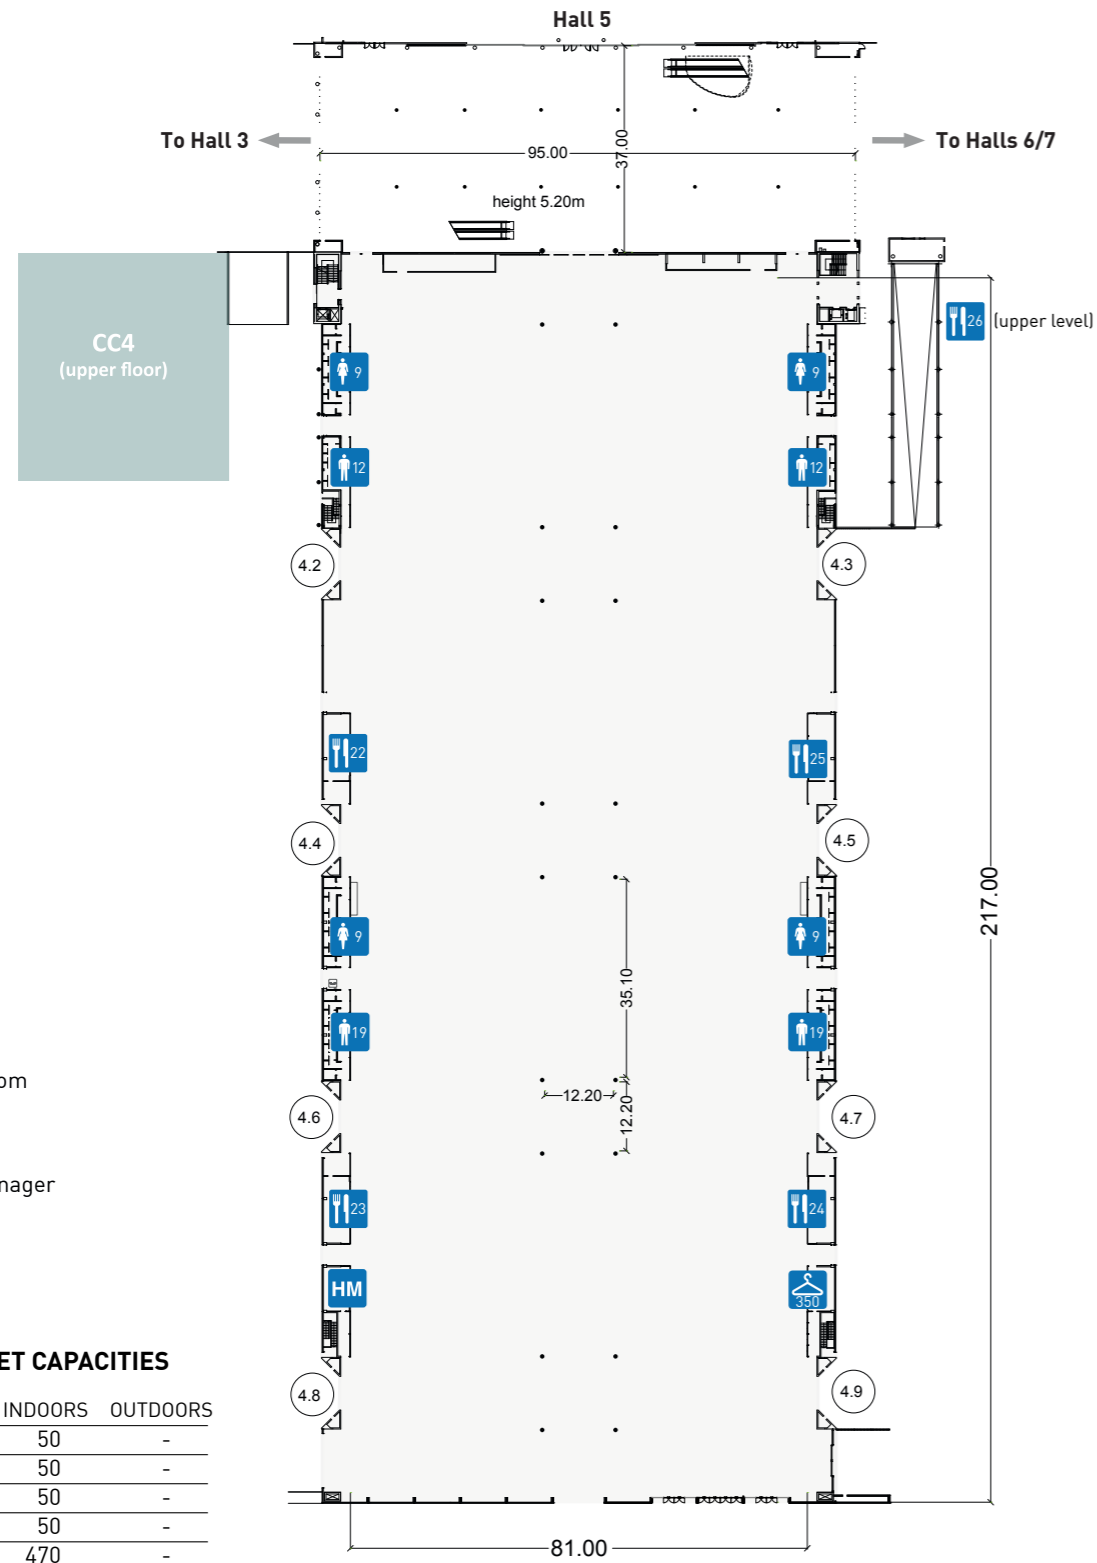 Hall 5
To Hall 3
To Halls 6/7
95.00
37.00
height 5.20m
CC4
(upper floor)
26 (upper level)
9
9
12
12
4.2
4.3
22
25
4.4
4.5
217.00
9
9
35.10
19
19
om
12.20
12.20
4.6
4.7
nager
23
24
HM
350
ET CAPACITIES
4.8
4.9
INDOORS OUTDOORS
50 -
50 -
50 -
50 -
470 -
81.00